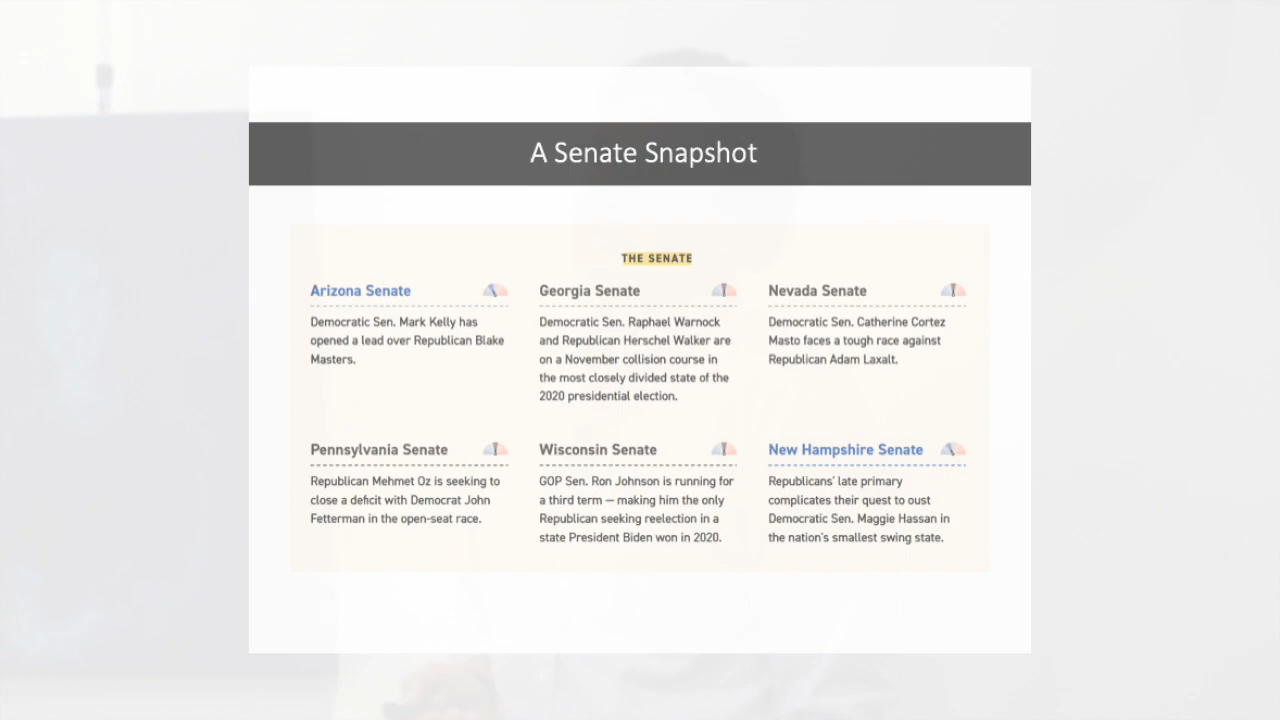 A Senate Snapshot
THE SENATE
Arizona Senate
Democratic Sen. Mark Kelly has
opened a lead over Republican Blake
Masters.
Georgia Senate
Democratic Sen. Raphael Warnock
and Republican Herschel Walker are
on a November collision course in
the most closely divided state of the
2020 presidential election.
Nevada Senate
Democratic Sen. Catherine Cortez
Masto faces a tough race against
Republican Adam Laxalt.
Pennsylvania Senate
Republican Mehmet Oz is seeking to
close a deficit with Democrat John
Fetterman in the open-seat race.
Wisconsin Senate
GOP Sen. Ron Johnson is running for
a third term — making him the only
Republican seeking reelection in a
state President Biden won in 2020.
New Hampshire Senate
Republicans' late primary
complicates their quest to oust
Democratic Sen. Maggie Hassan in
the nation's smallest swing state.